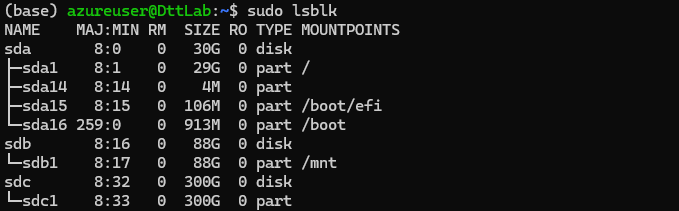 (base) azureuser@DttLab:~$ sudo lsblk
NAME    MAJ:MIN RM  SIZE RO TYPE MOUNTPOINTS
sda       8:0    0   30G  0 disk
├─sda1    8:1    0   29G  0 part /
├─sda14   8:14   0    4M  0 part
├─sda15   8:15   0  106M  0 part /boot/efi
└─sda16 259:0    0  913M  0 part /boot
sdb       8:16   0   88G  0 disk
└─sdb1    8:17   0   88G  0 part /mnt
sdc       8:32   0  300G  0 disk
└─sdc1    8:33   0  300G  0 part